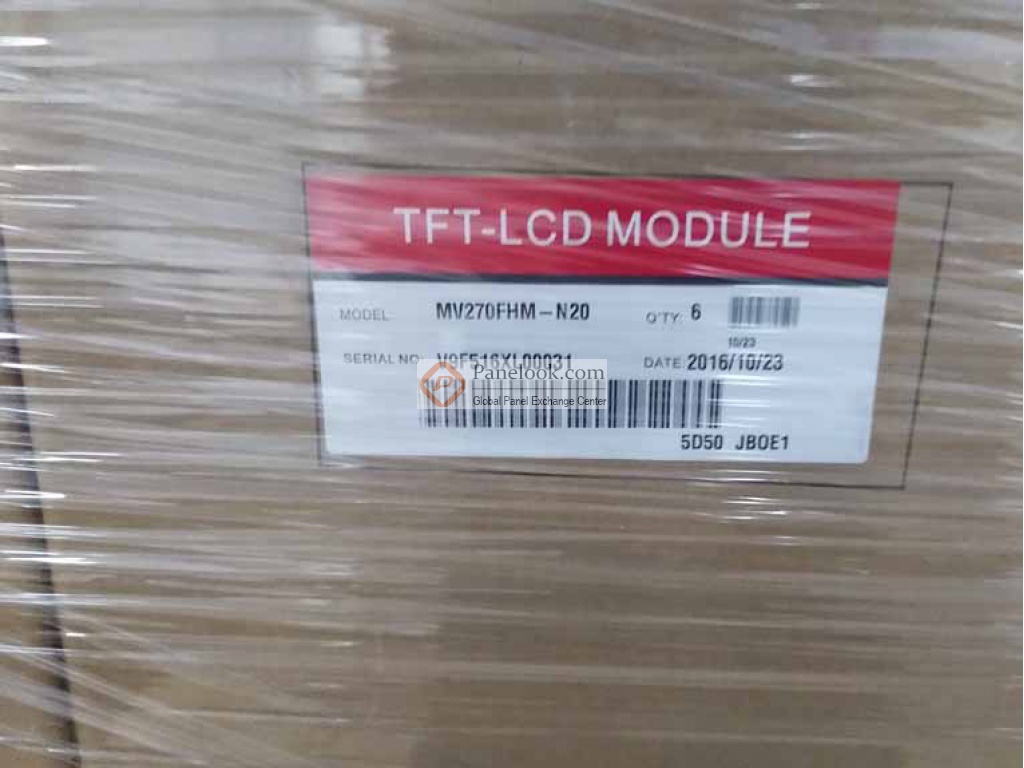 TFT-LCD MODULE
MODEL: MV270FHM-N20 Q'TY: 6
10/23
SERIAL NO: V9F516XL00031 DATE: 2016/10/23
Panelook.com
Global Panel Exchange Center
5D50 JBOE1